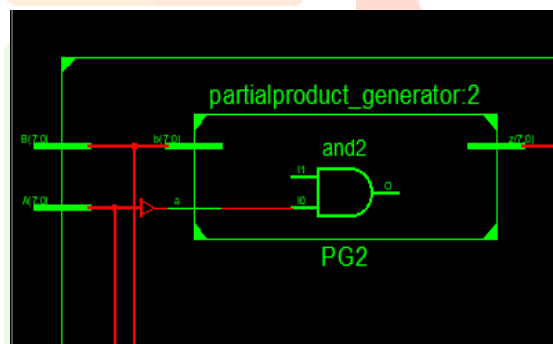 partialproduct_generator:2
B(7:0)
b(7:0)
z(7:0)
and2
I1
O
A(7:0)
a
I0
PG2